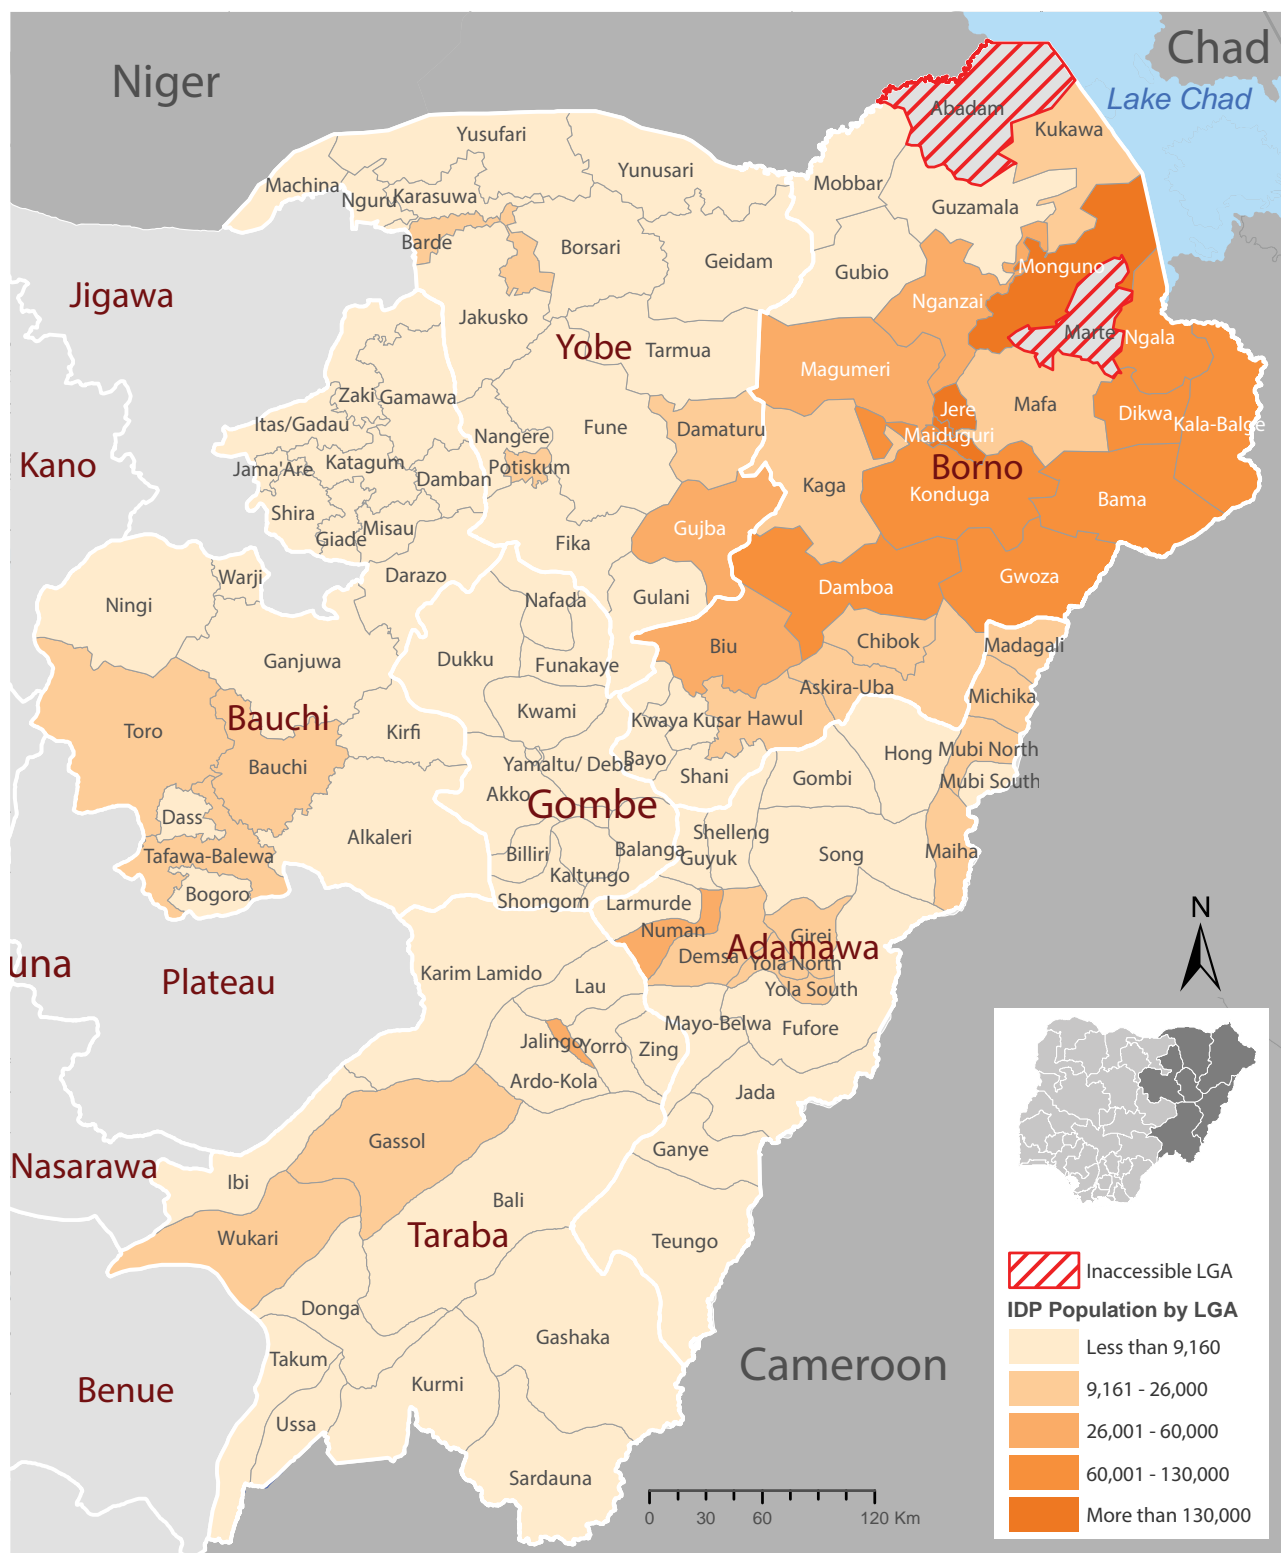 Niger
Chad
Lake Chad
Abadam
Kukawa
Yusufari
Yunusari
Machina
Nguru
Karasuwa
Mobbar
Guzamala
Barde
Borsari
Geidam
Gubio
Monguno
Jigawa
Nganzai
Jakusko
Yobe
Tarmua
Marte
Ngala
Magumeri
Zaki
Gamawa
Itas/Gadau
Jere
Mafa
Dikwa
Kala-Balge
Nangere
Fune
Damaturu
Maiduguri
Kano
Jama'Are
Katagum
Potiskum
Damban
Borno
Kaga
Konduga
Bama
Shira
Misau
Giade
Fika
Gujba
Darazo
Warji
Ningi
Nafada
Gulani
Damboa
Gwoza
Ganjuwa
Dukku
Funakaye
Biu
Chibok
Madagali
Askira-Uba
Michika
Bauchi
Toro
Kirfi
Kwami
Kwaya Kusar
Hawul
Bauchi
Yamaltu/ Deba
Bayo
Shani
Gombi
Hong
Mubi North
Mubi South
Akko
Gombe
Dass
Alkaleri
Tafawa-Balewa
Billiri
Balanga
Shelleng
Guyuk
Song
Maiha
Bogoro
Kaltungo
Shomgom
Larmurde
Numan
Girei
Adamawa
Demsa
Yola North
Yola South
una
Plateau
Karim Lamido
Lau
Mayo-Belwa
Fufore
Jalingo
Yorro
Zing
Ardo-Kola
Jada
Gassol
Ganye
Nasarawa
Ibi
Bali
Wukari
Taraba
Teungo
Donga
Gashaka
Takum
Cameroon
Benue
Kurmi
Ussa
Sardauna
0 30 60 120 Km
N
Inaccessible LGA
IDP Population by LGA
Less than 9,160
9,161 - 26,000
26,001 - 60,000
60,001 - 130,000
More than 130,000